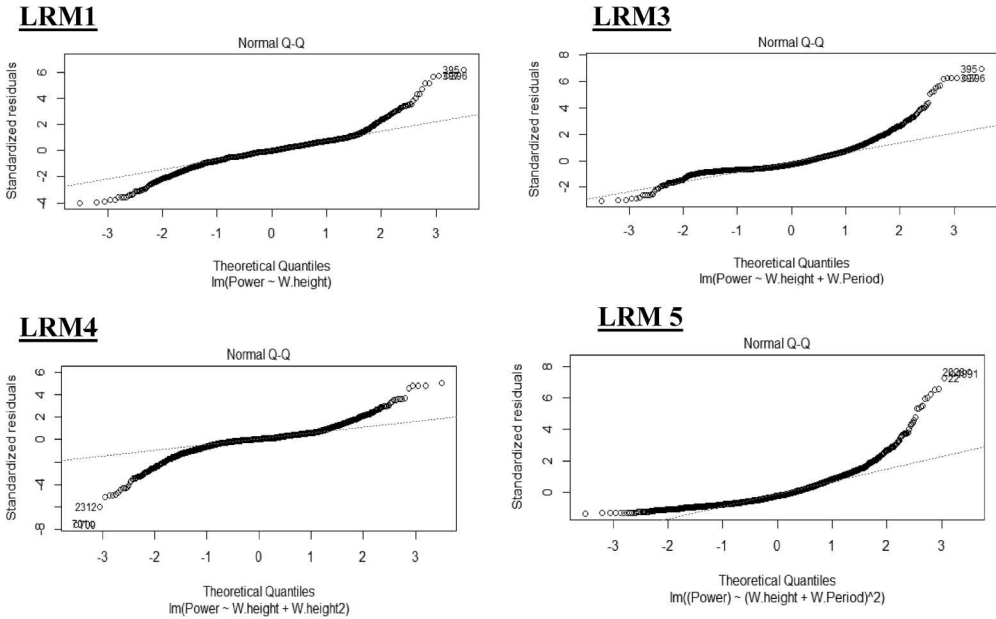 LRM1
Normal Q-Q
Standardized residuals
6
4
2
0
-2
-4
395
-3 -2 -1 0 1 2 3
Theoretical Quantiles
lm(Power ~ W.height)
LRM3
Normal Q-Q
Standardized residuals
8
6
4
2
0
-2
395
-3 -2 -1 0 1 2 3
Theoretical Quantiles
lm(Power ~ W.height + W.Period)
LRM4
Normal Q-Q
Standardized residuals
6
4
2
0
-4
-8
2312
-3 -2 -1 0 1 2 3
Theoretical Quantiles
lm(Power ~ W.height + W.height2)
LRM 5
Normal Q-Q
Standardized residuals
8
6
4
2
0
22
-3 -2 -1 0 1 2 3
Theoretical Quantiles
lm((Power) ~ (W.height + W.Period)^2)